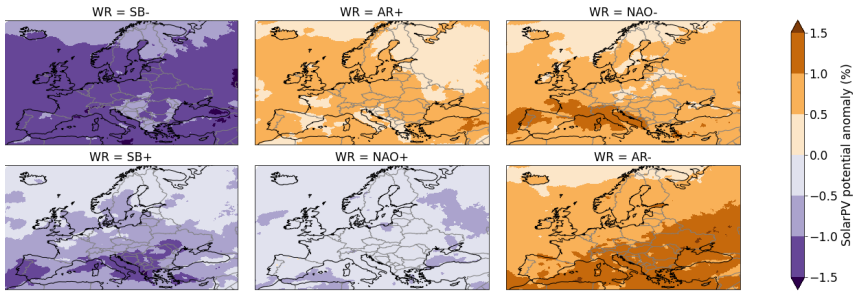 WR = SB-
WR = AR+
WR = NAO-
WR = SB+
WR = NAO+
WR = AR-
1.5
1.0
0.5
0.0
−0.5
−1.0
−1.5
SolarPV potential anomaly (%)